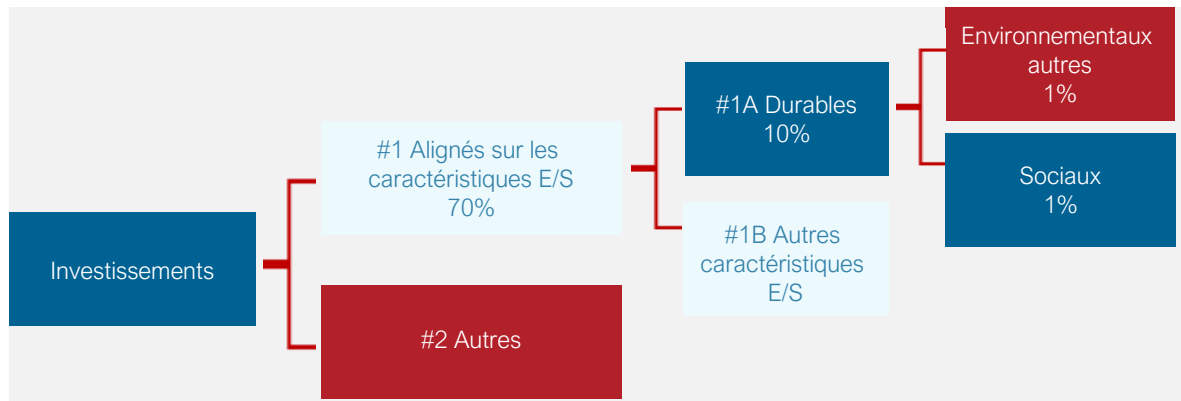 Investissements
#1 Alignés sur les
caractéristiques E/S
70%
#2 Autres
#1A Durables
10%
#1B Autres
caractéristiques
E/S
Environnementaux
autres
1%
Sociaux
1%